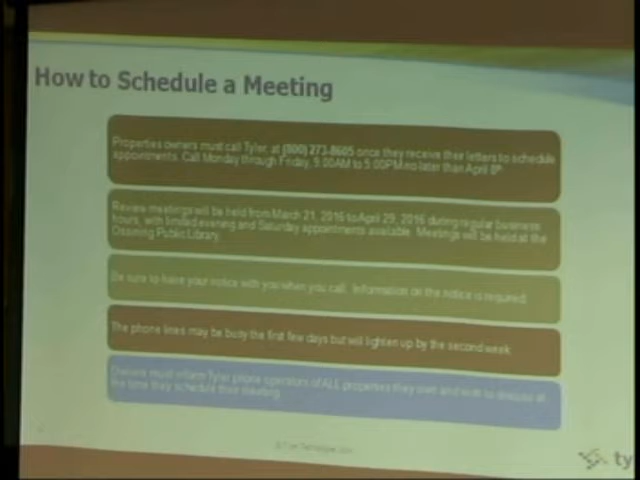 How to Schedule a Meeting
Properties owners must call Tyler, at (800) 273-8605 once they receive their letters to schedule
appointments. Call Monday through Friday, 9:00AM to 5:00PM no later than April 8th
Review meetings will be held from March 21, 2016 to April 29, 2016 during regular business
hours, with limited evening and Saturday appointments available. Meetings will be held at the
Ossining Public Library.
Be sure to have your notice with you when you call. Information on the notice is required.
The phone lines may be busy the first few days but will lighten up by the second week.
Owners must inform Tyler phone operators of ALL properties they own and wish to discuss at
the time they schedule their meeting.
ty